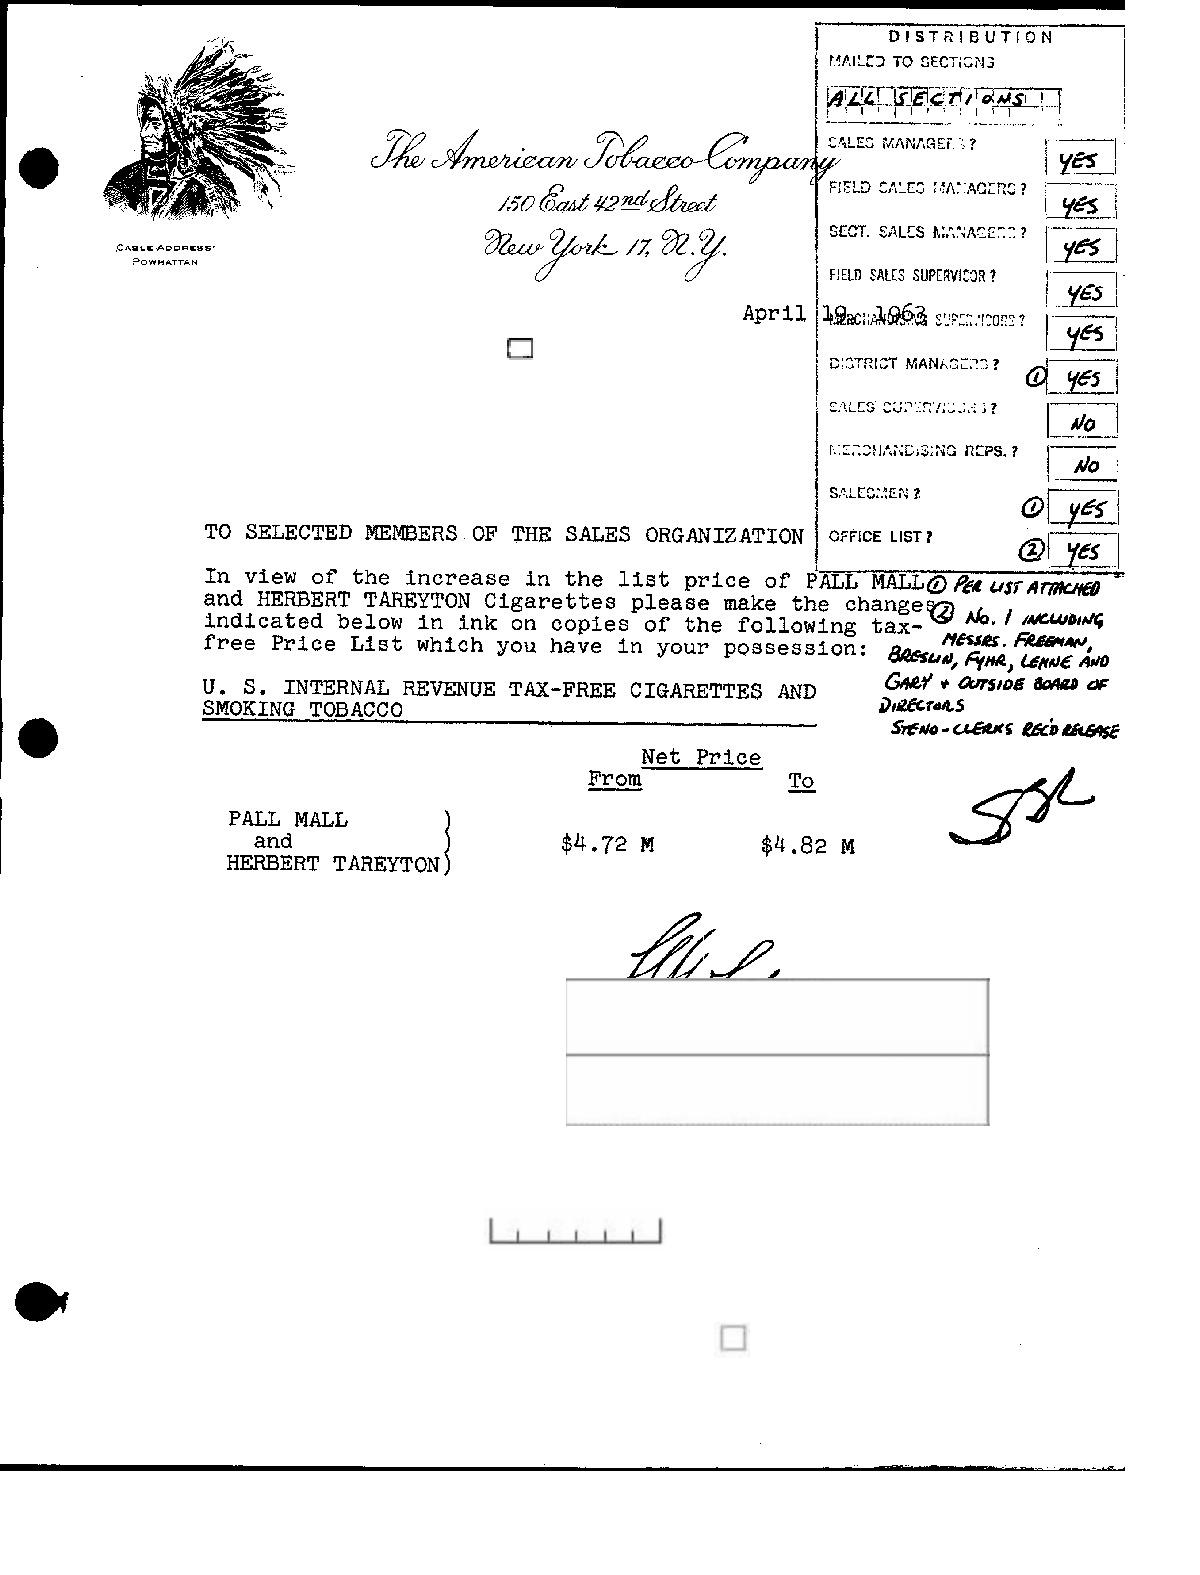 DISTRIBUTION
MAILED TO SECTIONS
ALL SECTIONS
The American Tobacco Company
150 East 42nd Street
New York 17, N.Y.
CABLE ADDRESS
POWHATTAN
SALES MANAGERS? YES
FIELD SALES MANAGERS? YES
SECT. SALES MANAGERS? YES
FIELD SALES SUPERVISOR? YES
April 19, 1963
MERCHANDISING SUPERVISORS? YES
DISTRICT MANAGERS? ① YES
SALES SUPERVISORS? NO
MERCHANDISING REPS.? NO
SALESMEN? ① YES
OFFICE LIST? ② YES
TO SELECTED MEMBERS OF THE SALES ORGANIZATION
In view of the increase in the list price of PALL MALL
and HERBERT TAREYTON Cigarettes please make the changes
indicated below in ink on copies of the following tax-
free Price List which you have in your possession:
① PER LIST ATTACHED
② No. 1 INCLUDING
MESSRS. FREEMAN,
BRESLIN, FYHR, LEHNE AND
GARY + OUTSIDE BOARD OF
DIRECTORS
STENO-CLERKS REC'D RELEASE
U. S. INTERNAL REVENUE TAX-FREE CIGARETTES AND
SMOKING TOBACCO
Net Price
From To
PALL MALL
and $4.72 M $4.82 M
HERBERT TAREYTON